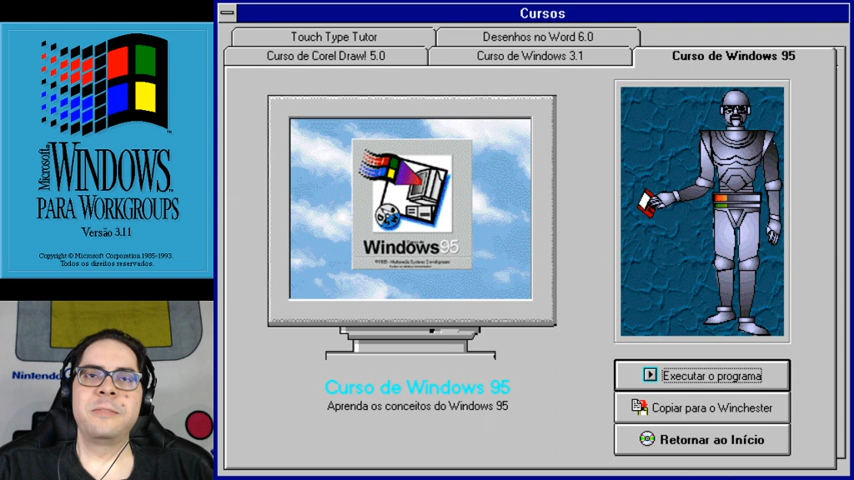 Microsoft®
WINDOWS™
PARA WORKGROUPS
Versão 3.11
Copyright © Microsoft Corporation 1985-1993.
Todos os direitos reservados.
Nintendo
Cursos
Touch Type Tutor
Desenhos no Word 6.0
Curso de Corel Draw! 5.0
Curso de Windows 3.1
Curso de Windows 95
Windows 95
Curso de Windows 95
Aprenda os conceitos do Windows 95
Executar o programa
Copiar para o Winchester
Retornar ao Início